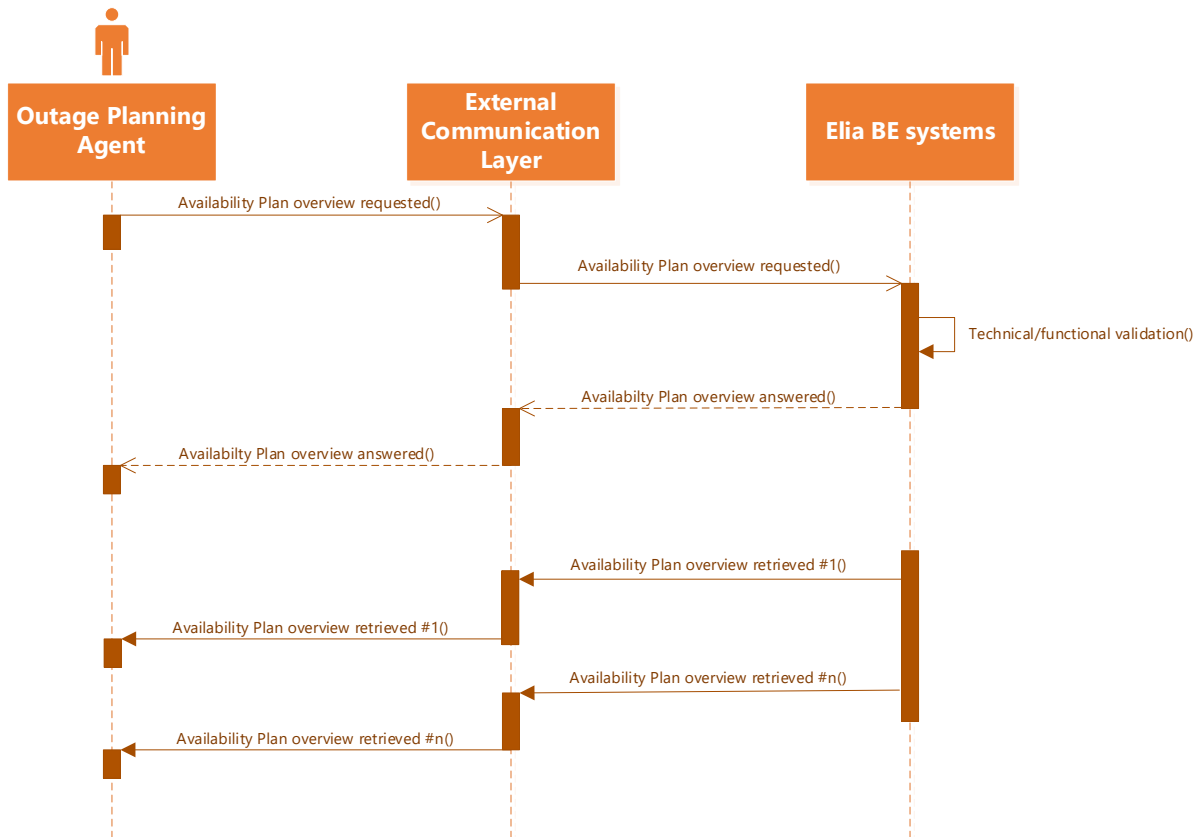 Outage Planning
Agent
External
Communication
Layer
Elia BE systems
Availability Plan overview requested()
Availability Plan overview requested()
Technical/functional validation()
Availabilty Plan overview answered()
Availabilty Plan overview answered()
Availability Plan overview retrieved #1()
Availability Plan overview retrieved #1()
Availability Plan overview retrieved #n()
Availability Plan overview retrieved #n()